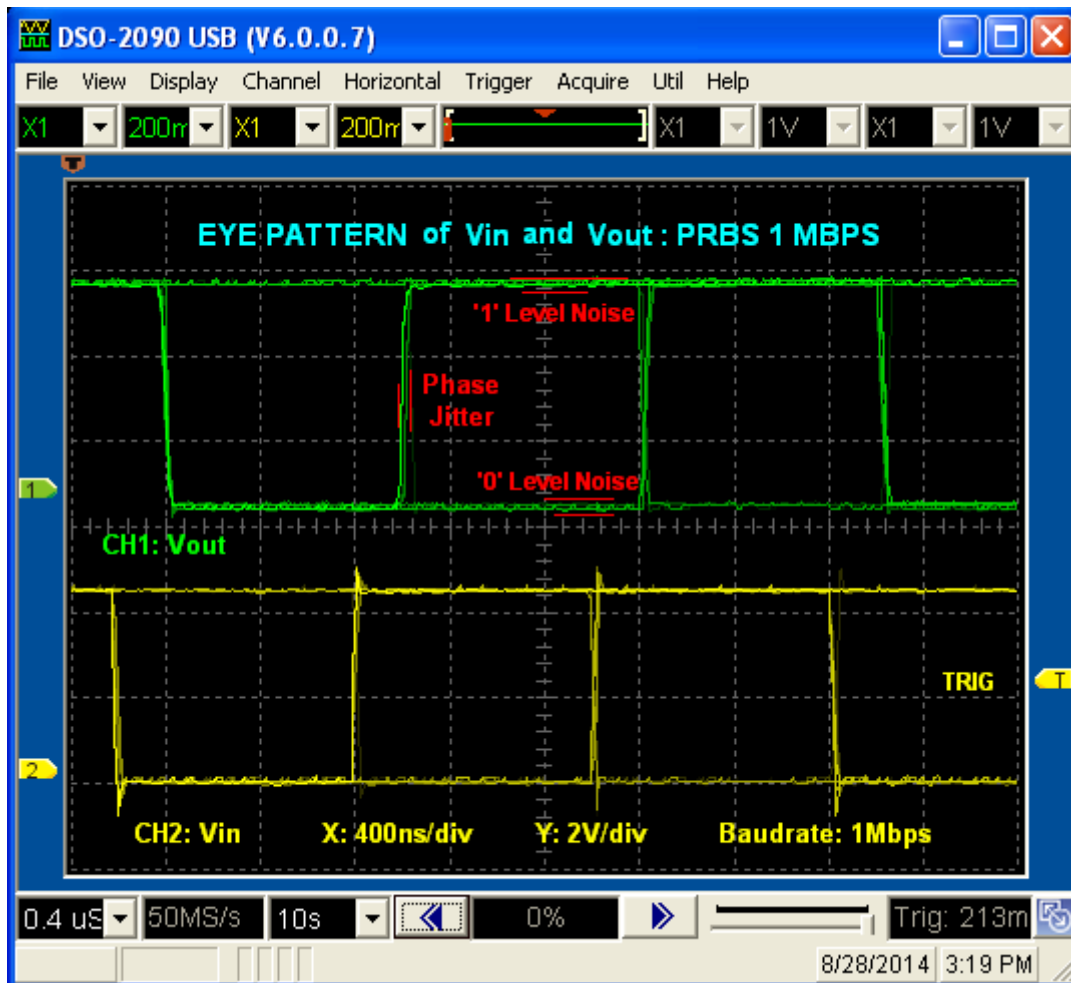 DSO-2090 USB (V6.0.0.7)
File View Display Channel Horizontal Trigger Acquire Util Help
X1 200m X1 200m X1 1V X1 1V
T
EYE PATTERN of Vin and Vout : PRBS 1 MBPS
'1' Level Noise
Phase
Jitter
'0' Level Noise
1
CH1: Vout
TRIG
T
2
CH2: Vin X: 400ns/div Y: 2V/div Baudrate: 1Mbps
0.4 uS 50MS/s 10s 0% Trig: 213m
8/28/2014 3:19 PM